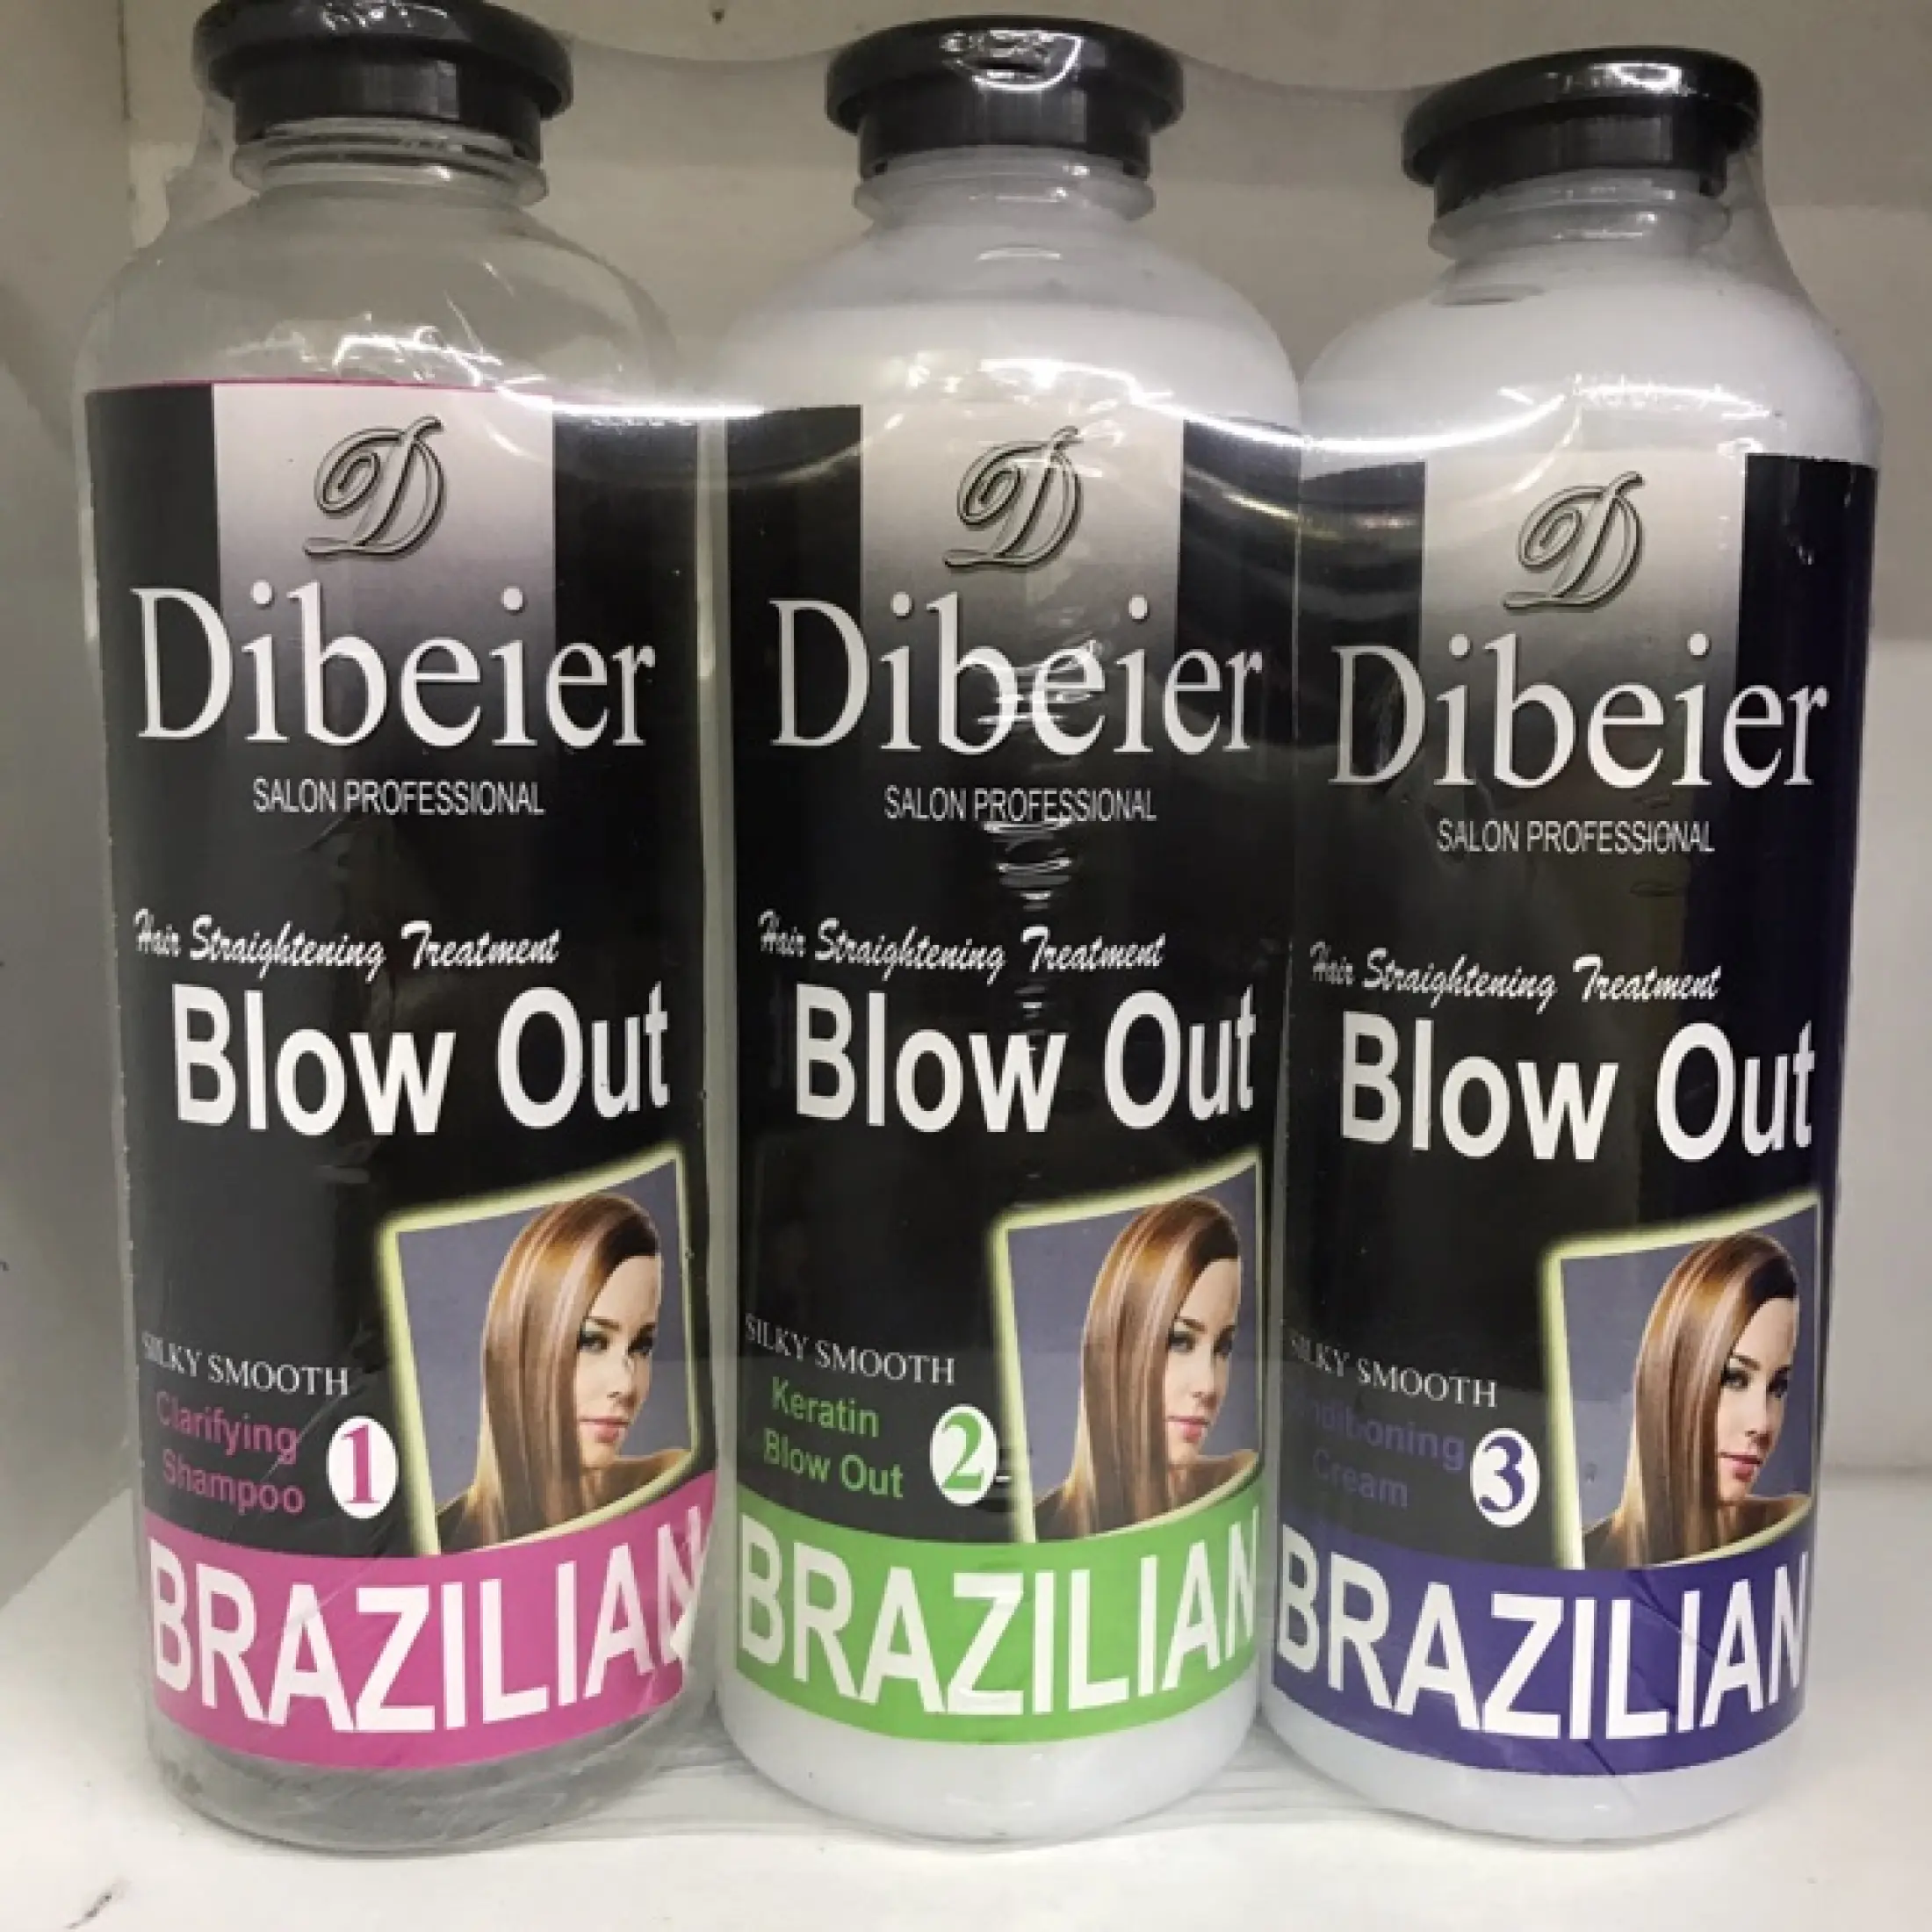 D
Dibeier
SALON PROFESSIONAL
Hair Straightening Treatment
Blow Out
SILKY SMOOTH
Clarifying
Shampoo
1
BRAZILIAN
D
Dibeier
SALON PROFESSIONAL
Hair Straightening Treatment
Blow Out
SILKY SMOOTH
Keratin
Blow Out
2
BRAZILIAN
D
Dibeier
SALON PROFESSIONAL
Hair Straightening Treatment
Blow Out
SILKY SMOOTH
Conditioning
Cream
3
BRAZILIAN